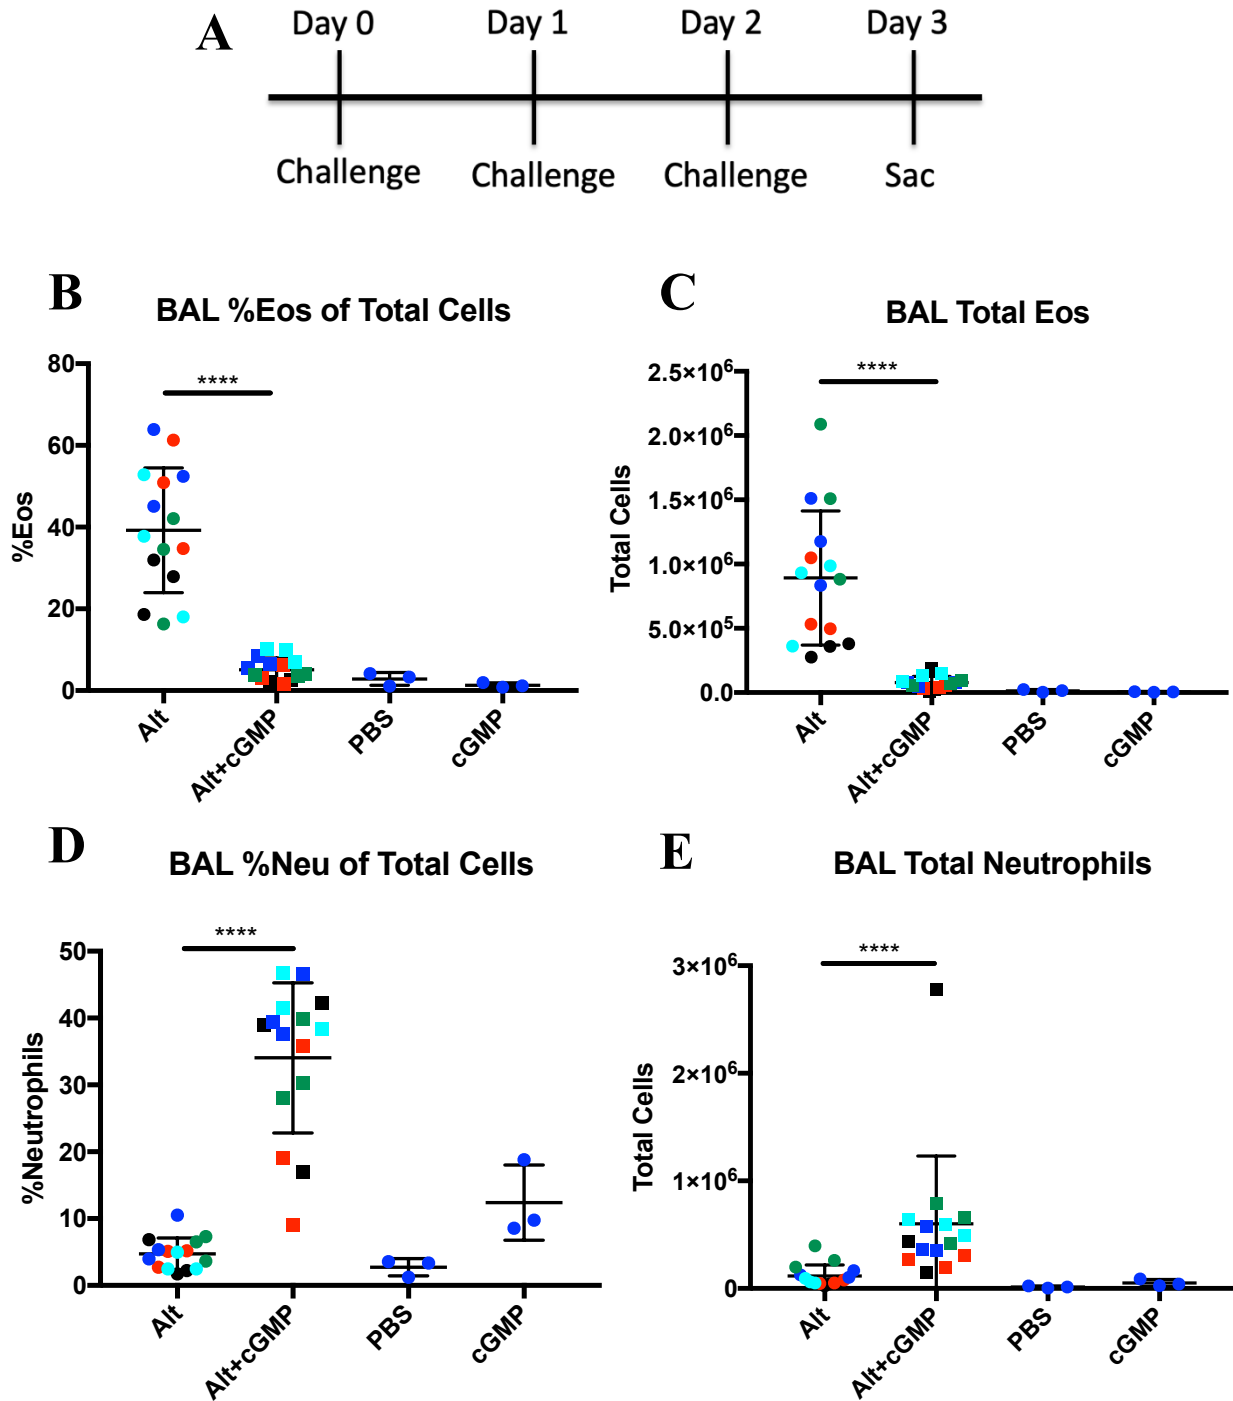 A
Day 0 Day 1 Day 2 Day 3
Challenge Challenge Challenge Sac
B
BAL %Eos of Total Cells
****
80
60
40
20
0
%Eos
Alt Alt+cGMP PBS cGMP
C
BAL Total Eos
****
2.5×10⁶
2.0×10⁶
1.5×10⁶
1.0×10⁶
5.0×10⁵
0.0
Total Cells
Alt Alt+cGMP PBS cGMP
D
BAL %Neu of Total Cells
****
50
40
30
20
10
0
%Neutrophils
Alt Alt+cGMP PBS cGMP
E
BAL Total Neutrophils
****
3×10⁶
2×10⁶
1×10⁶
0
Total Cells
Alt Alt+cGMP PBS cGMP